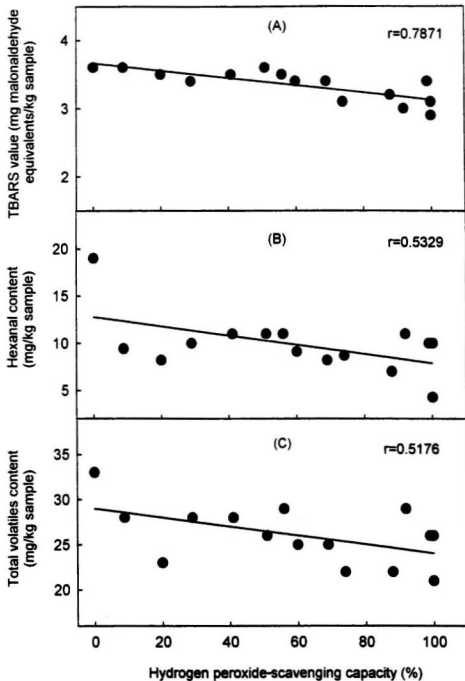 (A)
r=0.7871
TBARS value (mg malonaldehyde
equivalents/kg sample)
4
3
2
(B)
r=0.5329
Hexanal content
(mg/kg sample)
20
15
10
5
(C)
r=0.5176
Total volatiles content
(mg/kg sample)
35
30
25
20
0 20 40 60 80 100
Hydrogen peroxide-scavenging capacity (%)